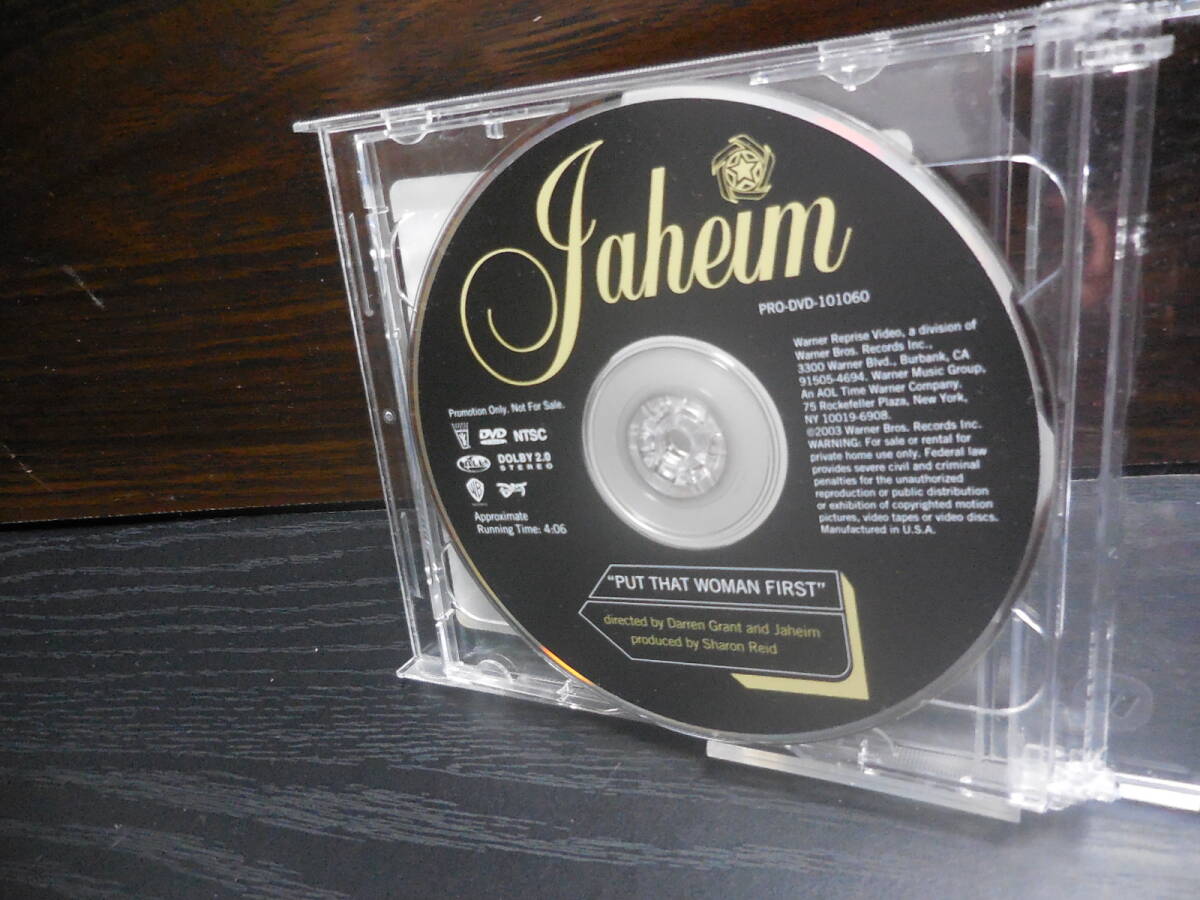 Jaheim
PRO-DVD-101060
Warner Reprise Video, a division of
Warner Bros. Records Inc.,
3300 Warner Blvd., Burbank, CA
91505-4694. Warner Music Group,
An AOL Time Warner Company.
75 Rockefeller Plaza, New York,
NY 10019-6908.
©2003 Warner Bros. Records Inc.
WARNING: For sale or rental for
private home use only. Federal law
provides severe civil and criminal
penalties for the unauthorized
reproduction or public distribution
or exhibition of copyrighted motion
pictures, video tapes or video discs.
Manufactured in U.S.A.
Promotion Only. Not For Sale.
DVD NTSC
DOLBY 2.0
STEREO
WB
Approximate
Running Time: 4:06
"PUT THAT WOMAN FIRST"
directed by Darren Grant and Jaheim
produced by Sharon Reid